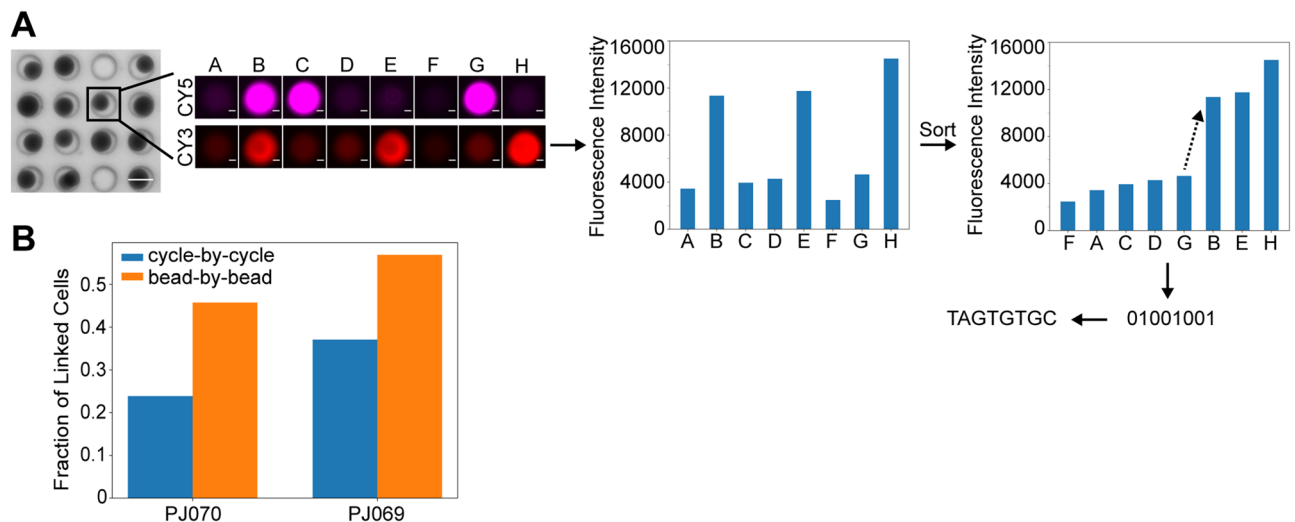 A
A B C D E F G H
CY5
CY3
Fluorescence Intensity
16000
12000
8000
4000
0
A B C D E F G H
Sort
Fluorescence Intensity
16000
12000
8000
4000
0
F A C D G B E H
TAGTGTGC
01001001
B
cycle-by-cycle
bead-by-bead
Fraction of Linked Cells
0.5
0.4
0.3
0.2
0.1
0
PJ070 PJ069